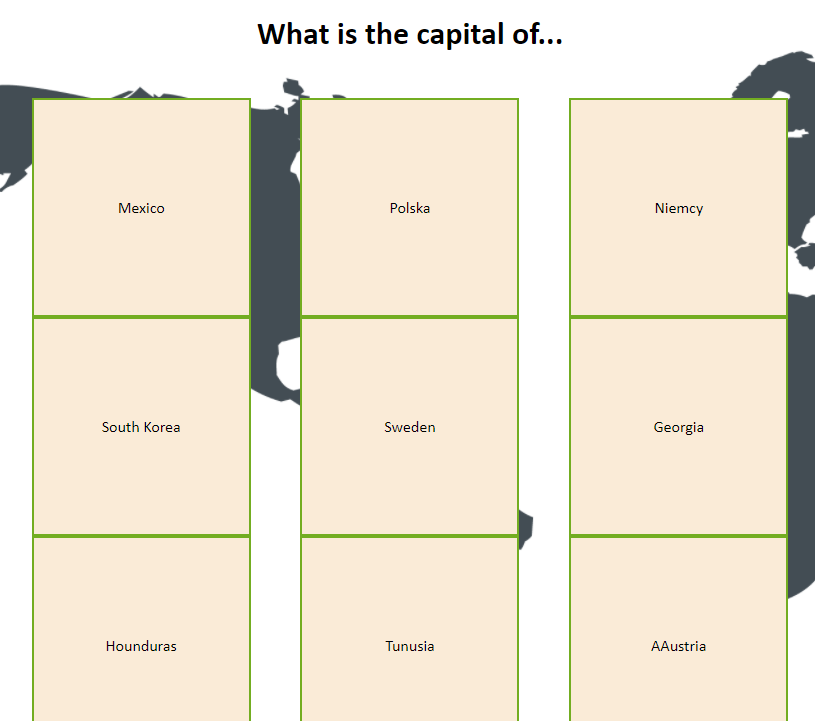 What is the capital of...
Mexico
Polska
Niemcy
South Korea
Sweden
Georgia
Hounduras
Tunusia
AAustria